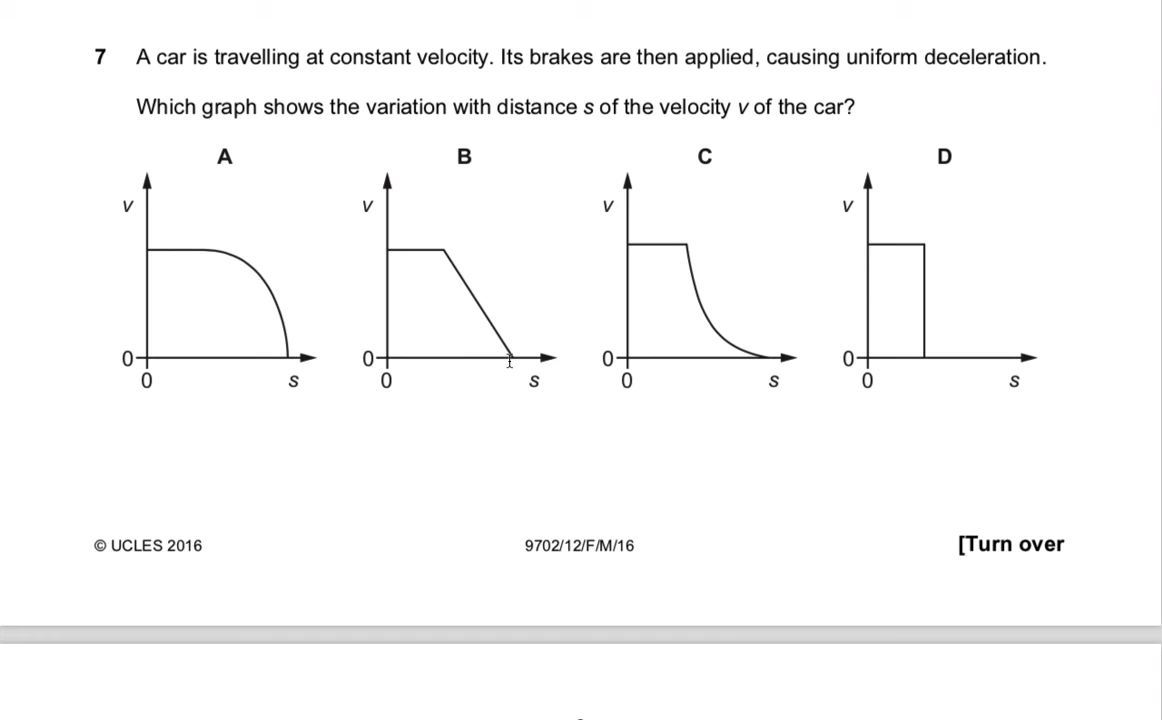 7 A car is travelling at constant velocity. Its brakes are then applied, causing uniform deceleration.
Which graph shows the variation with distance s of the velocity v of the car?
A B C D
v v v v
0 0 0 0
0 s 0 s 0 s 0 s
© UCLES 2016 9702/12/F/M/16 [Turn over